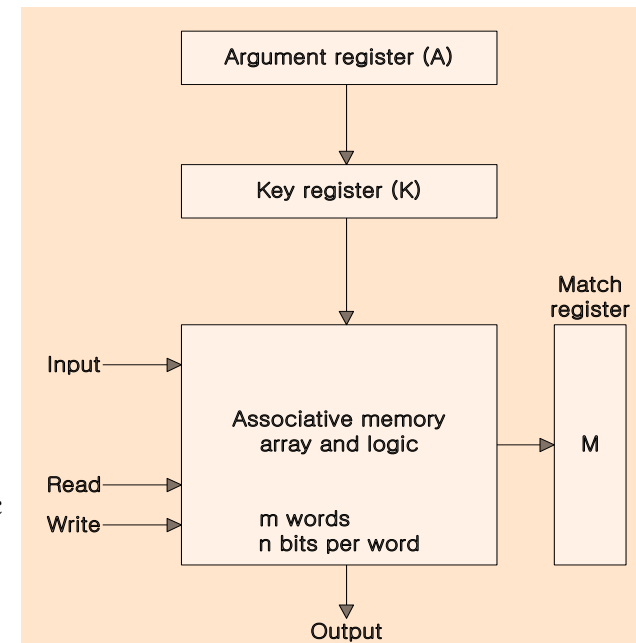 Argument register (A)
Key register (K)
Match
register
Input
Associative memory
array and logic
M
Read
Write
m words
n bits per word
Output